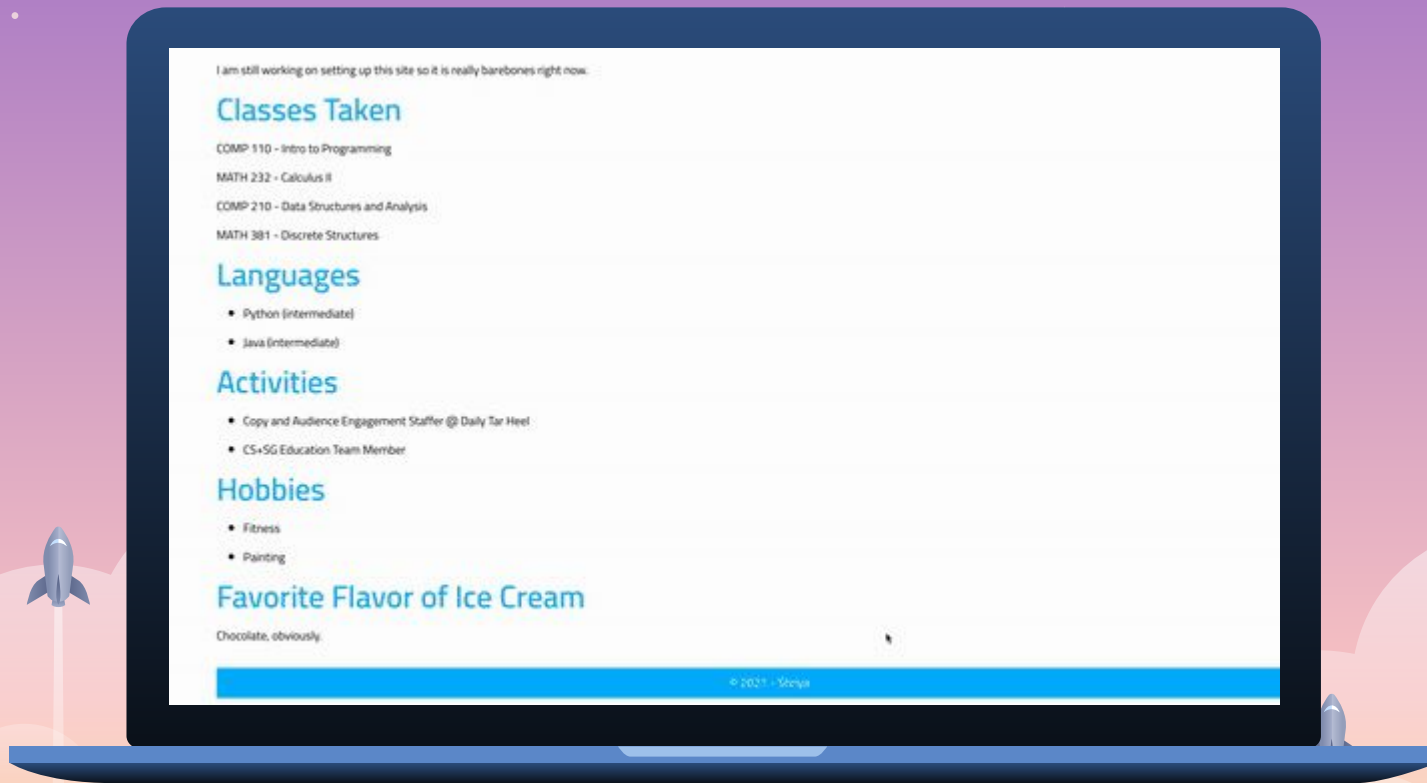 I am still working on setting up this site so it is really barebones right now.
Classes Taken
COMP 110 - Intro to Programming
MATH 232 - Calculus II
COMP 210 - Data Structures and Analysis
MATH 381 - Discrete Structures
Languages
• Python (intermediate)
• Java (intermediate)
Activities
• Copy and Audience Engagement Staffer @ Daily Tar Heel
• CS+SG Education Team Member
Hobbies
• Fitness
• Painting
Favorite Flavor of Ice Cream
Chocolate, obviously.
© 2021 -